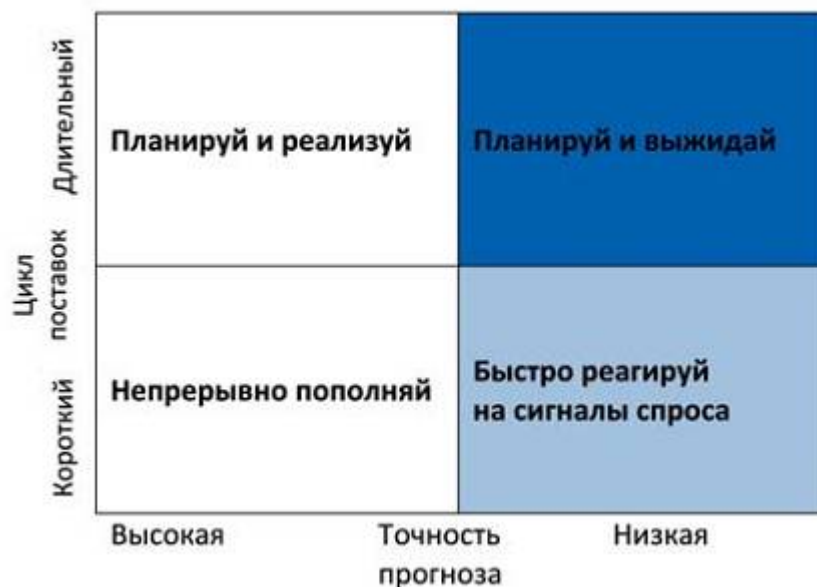 Длительный
Планируй и реализуй
Планируй и выжидай
Цикл
поставок
Короткий
Непрерывно пополняй
Быстро реагируй
на сигналы спроса
Высокая
Точность
прогноза
Низкая